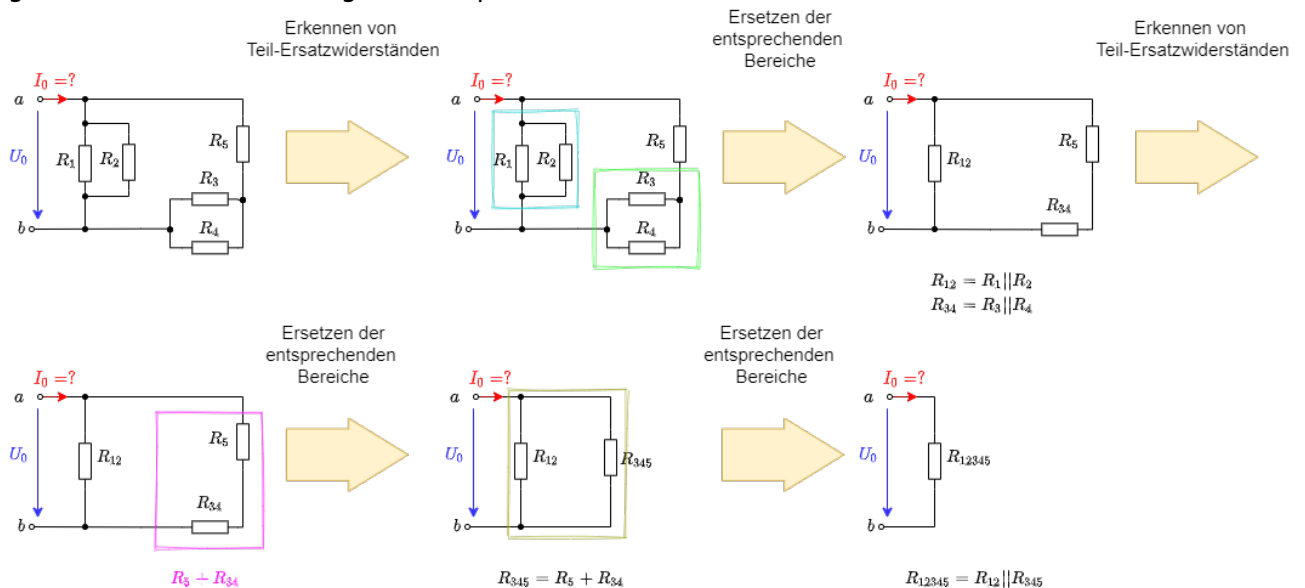 Erkennen von
Teil-Ersatzwiderständen
Ersetzen der
entsprechenden
Bereiche
Erkennen von
Teil-Ersatzwiderständen
I₀ =?
a
U₀
R₁
R₂
R₅
R₃
R₄
b
I₀ =?
a
U₀
R₁
R₂
R₅
R₃
R₄
b
I₀ =?
a
U₀
R₁₂
R₅
R₃₄
b
R₁₂ = R₁||R₂
R₃₄ = R₃||R₄
Ersetzen der
entsprechenden
Bereiche
Ersetzen der
entsprechenden
Bereiche
I₀ =?
a
U₀
R₁₂
R₅
R₃₄
b
R₅ + R₃₄
I₀ =?
a
U₀
R₁₂
R₃₄₅
b
R₃₄₅ = R₅ + R₃₄
I₀ =?
a
U₀
R₁₂₃₄₅
b
R₁₂₃₄₅ = R₁₂||R₃₄₅